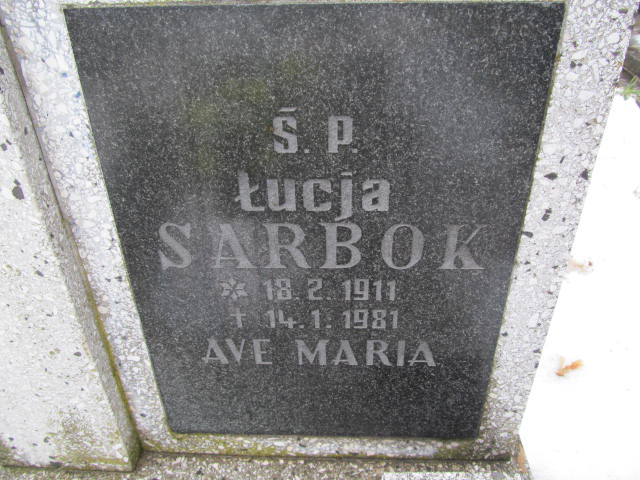 Ś. P.
Łucja
SARBOK
* 18. 2. 1911
† 14. 1. 1981
AVE MARIA